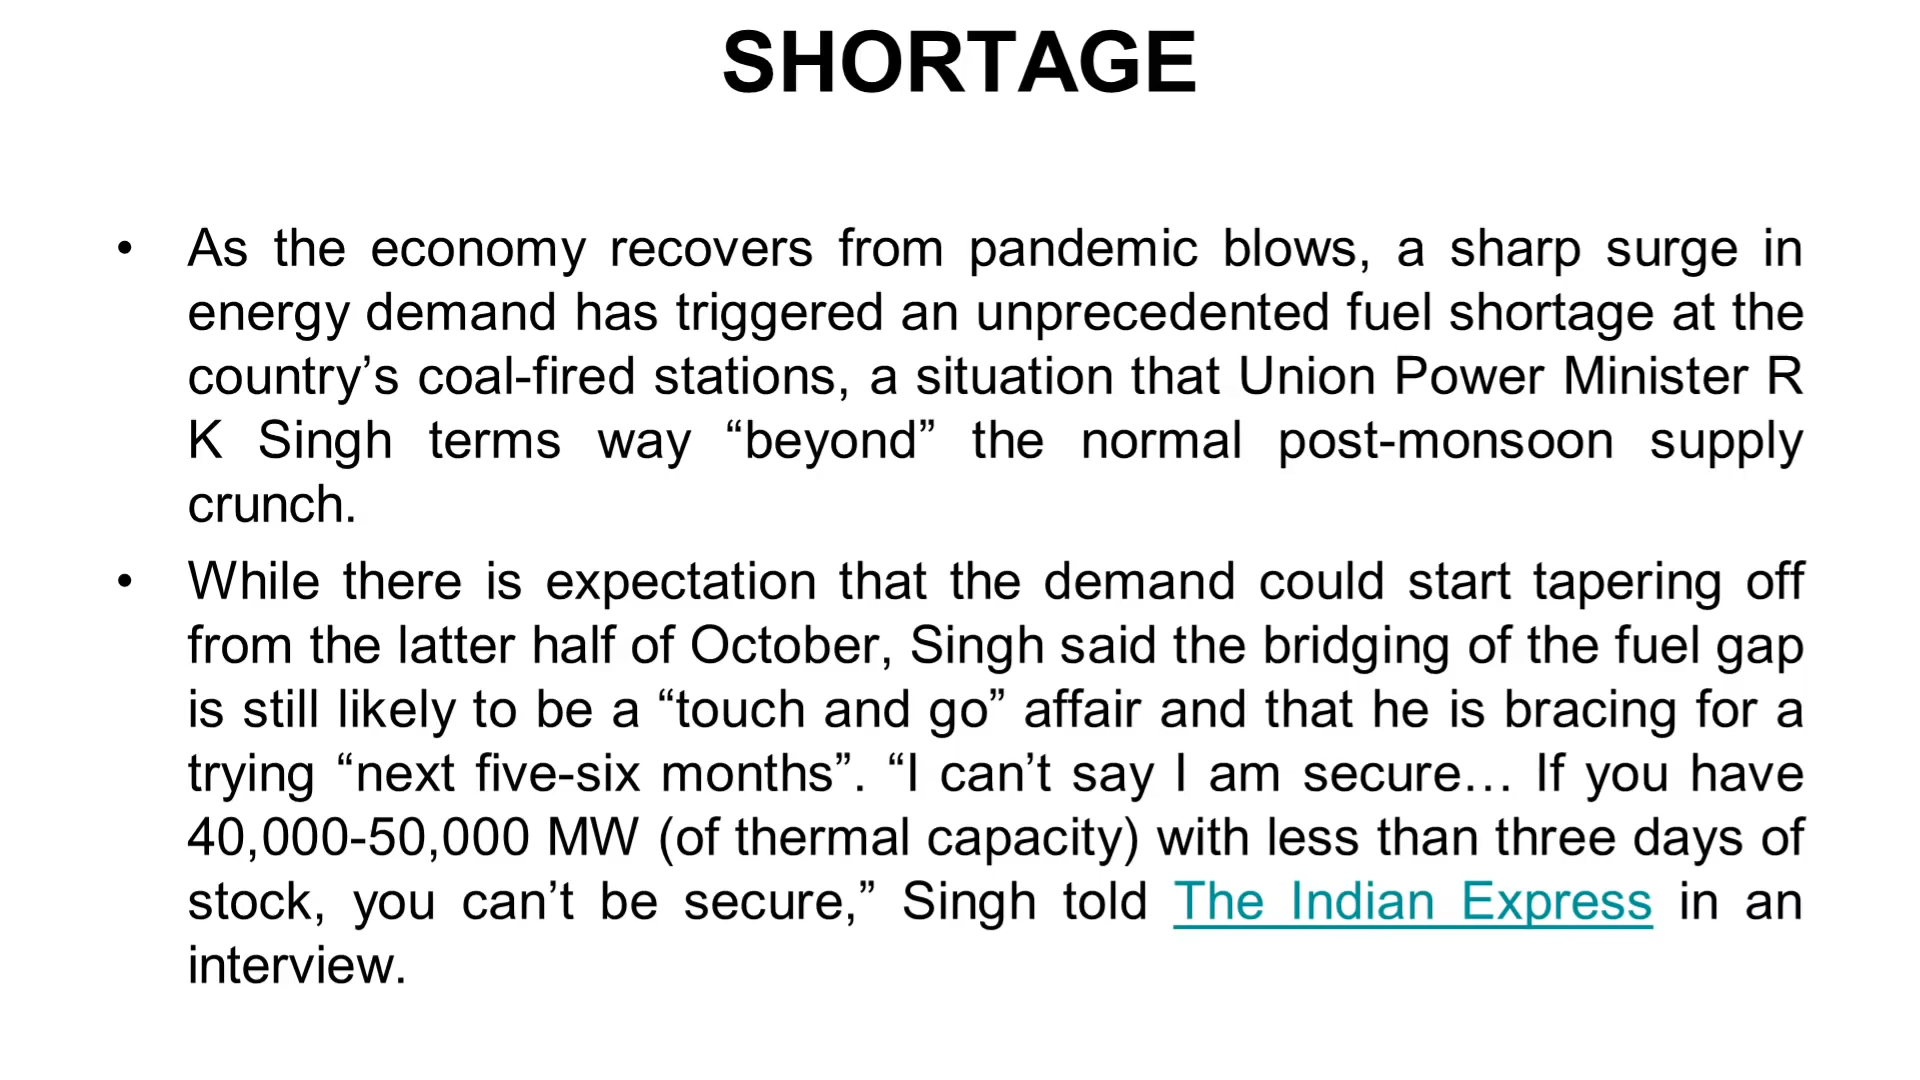 SHORTAGE
• As the economy recovers from pandemic blows, a sharp surge in
energy demand has triggered an unprecedented fuel shortage at the
country’s coal-fired stations, a situation that Union Power Minister R
K Singh terms way “beyond” the normal post-monsoon supply
crunch.
• While there is expectation that the demand could start tapering off
from the latter half of October, Singh said the bridging of the fuel gap
is still likely to be a “touch and go” affair and that he is bracing for a
trying “next five-six months”. “I can’t say I am secure… If you have
40,000-50,000 MW (of thermal capacity) with less than three days of
stock, you can’t be secure,” Singh told The Indian Express in an
interview.